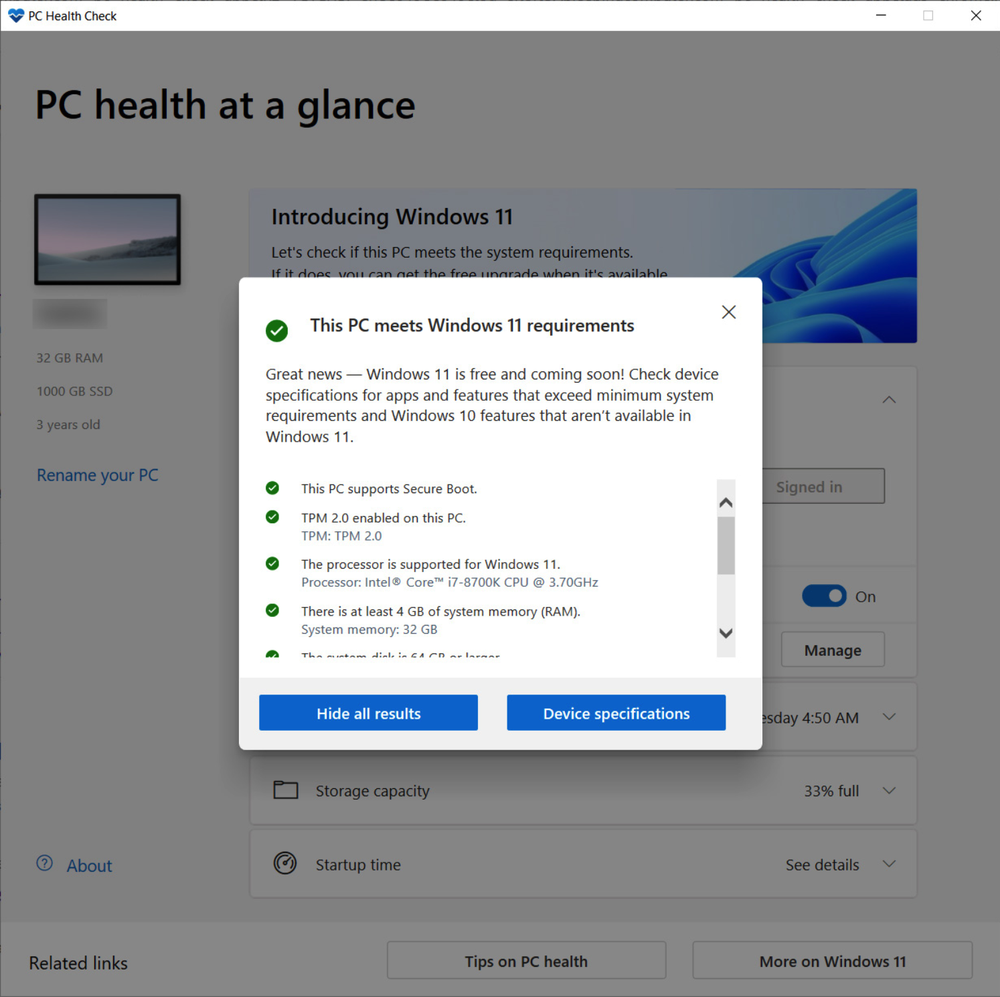 PC Health Check
PC health at a glance
32 GB RAM
1000 GB SSD
3 years old
Rename your PC
About
Introducing Windows 11
Let's check if this PC meets the system requirements.
If it does, you can get the free upgrade when it's available
This PC meets Windows 11 requirements
Great news — Windows 11 is free and coming soon! Check device
specifications for apps and features that exceed minimum system
requirements and Windows 10 features that aren’t available in
Windows 11.
This PC supports Secure Boot.
TPM 2.0 enabled on this PC.
TPM: TPM 2.0
The processor is supported for Windows 11.
Processor: Intel® Core™ i7-8700K CPU @ 3.70GHz
There is at least 4 GB of system memory (RAM).
System memory: 32 GB
The system disk is 64 GB or larger
Hide all results
Device specifications
Signed in
On
Manage
esday 4:50 AM
Storage capacity
33% full
Startup time
See details
Related links
Tips on PC health
More on Windows 11